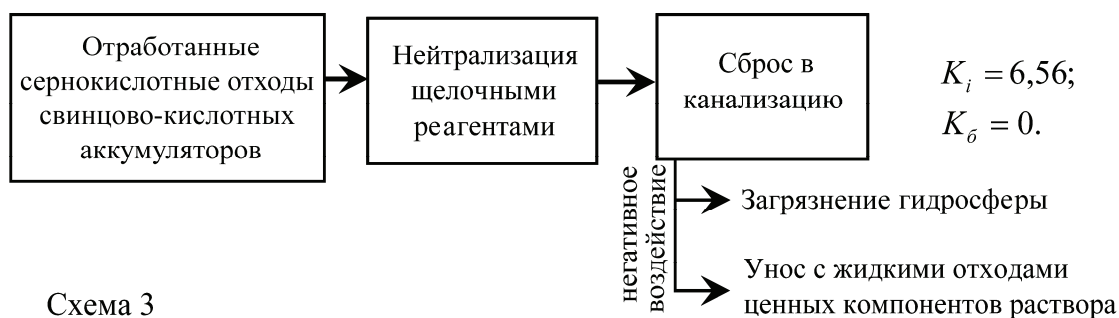 Отработанные
сернокислотные отходы
свинцово-кислотных
аккумуляторов
Нейтрализация
щелочными
реагентами
Сброс в
канализацию
K_i = 6,56;
K_б = 0.
негативное
воздействие
Загрязнение гидросферы
Унос с жидкими отходами
ценных компонентов раствора
Схема 3